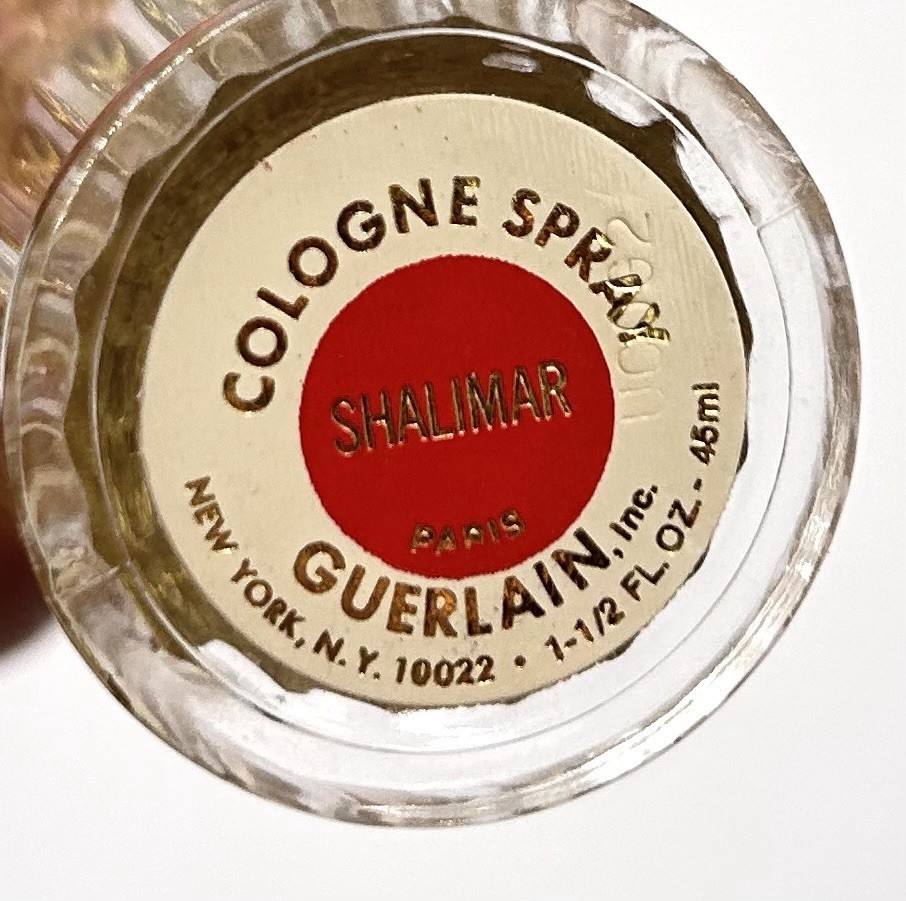 COLOGNE SPRAY
SHALIMAR
PARIS
GUERLAIN, Inc.
NEW YORK, N.Y. 10022 • 1-1/2 FL. OZ. - 45ml